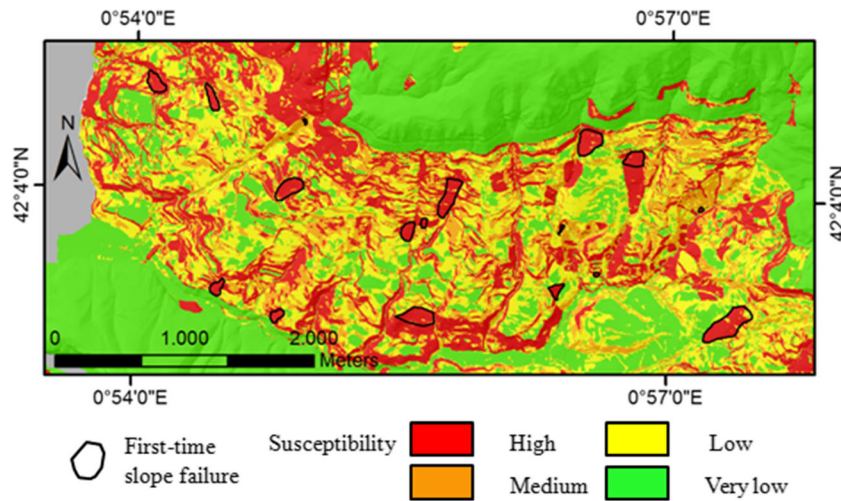 0°54'0"E 0°57'0"E
N
42°4'0"N 42°4'0"N
0 1.000 2.000
Meters
0°54'0"E 0°57'0"E
First-time
slope failure
Susceptibility High Low
Medium Very low